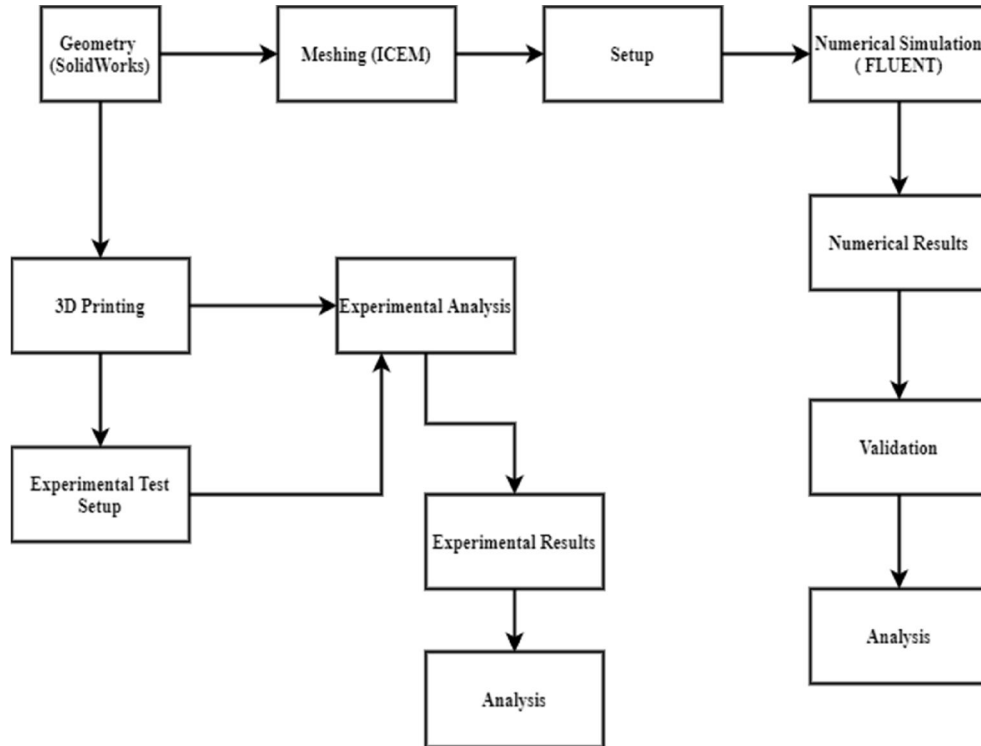 Geometry
(SolidWorks)
Meshing (ICEM)
Setup
Numerical Simulation
( FLUENT)
Numerical Results
3D Printing
Experimental Analysis
Validation
Experimental Test
Setup
Experimental Results
Analysis
Analysis